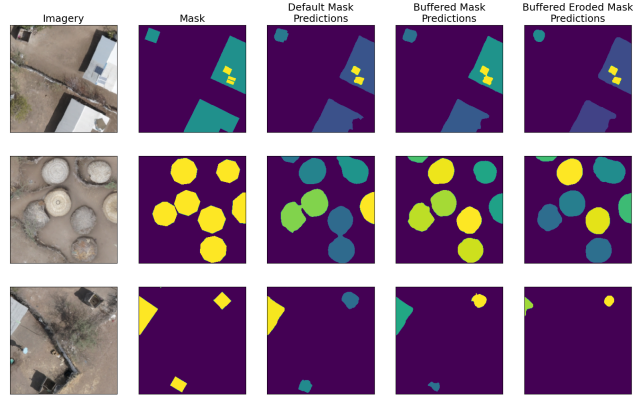 Imagery
Mask
Default Mask
Predictions
Buffered Mask
Predictions
Buffered Eroded Mask
Predictions